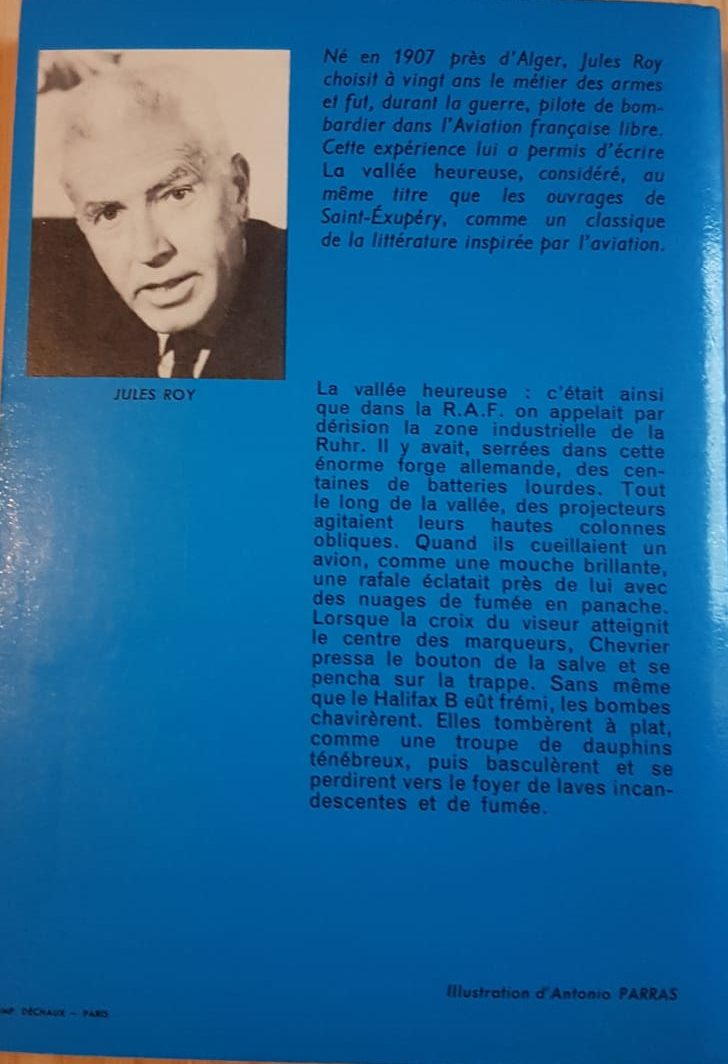 Né en 1907 près d'Alger, Jules Roy
choisit à vingt ans le métier des armes
et fut, durant la guerre, pilote de bom-
bardier dans l'Aviation française libre.
Cette expérience lui a permis d'écrire
La vallée heureuse, considéré, au
même titre que les ouvrages de
Saint-Éxupéry, comme un classique
de la littérature inspirée par l'aviation.
JULES ROY
La vallée heureuse : c'était ainsi
que dans la R.A.F. on appelait par
dérision la zone industrielle de la
Ruhr. Il y avait, serrées dans cette
énorme forge allemande, des cen-
taines de batteries lourdes. Tout
le long de la vallée, des projecteurs
agitaient leurs hautes colonnes
obliques. Quand ils cueillaient un
avion, comme une mouche brillante,
une rafale éclatait près de lui avec
des nuages de fumée en panache.
Lorsque la croix du viseur atteignit
le centre des marqueurs, Chevrier
pressa le bouton de la salve et se
pencha sur la trappe. Sans même
que le Halifax B eût frémi, les bombes
chavirèrent. Elles tombèrent à plat,
comme une troupe de dauphins
ténébreux, puis basculèrent et se
perdirent vers le foyer de laves incan-
descentes et de fumée.
Illustration d'Antonio PARRAS
IMP. DÉCHAUX – PARIS